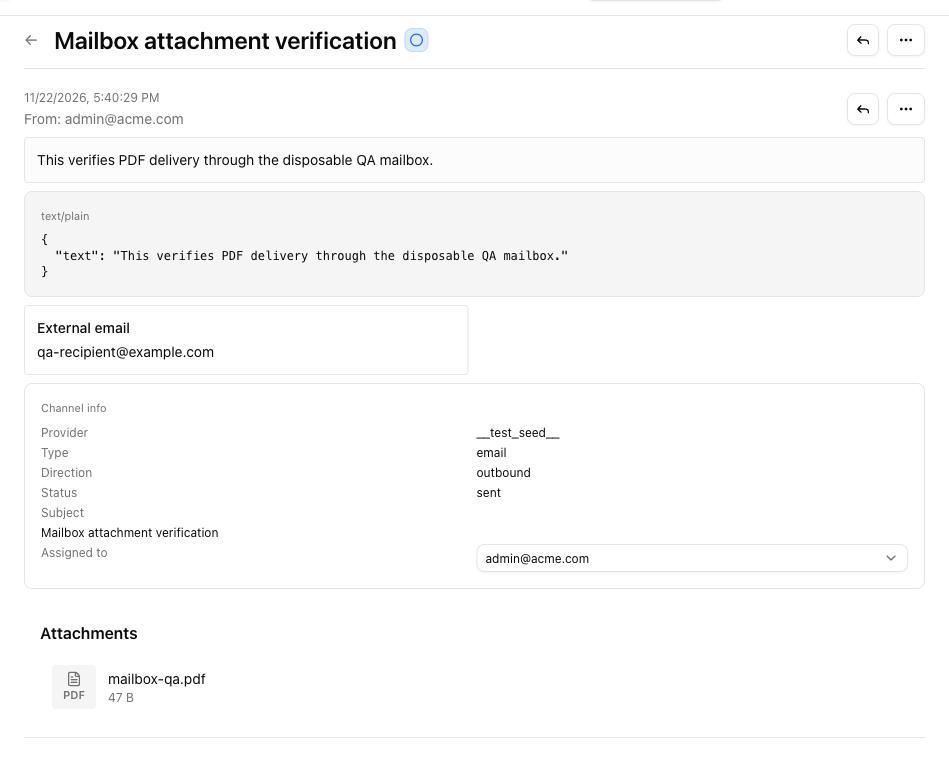 Mailbox attachment verification
11/22/2026, 5:40:29 PM
From: admin@acme.com
This verifies PDF delivery through the disposable QA mailbox.
text/plain
{
  "text": "This verifies PDF delivery through the disposable QA mailbox."
}
External email
qa-recipient@example.com
Channel info
Provider __test_seed__
Type email
Direction outbound
Status sent
Subject
Mailbox attachment verification
Assigned to admin@acme.com
Attachments
PDF
mailbox-qa.pdf
47 B